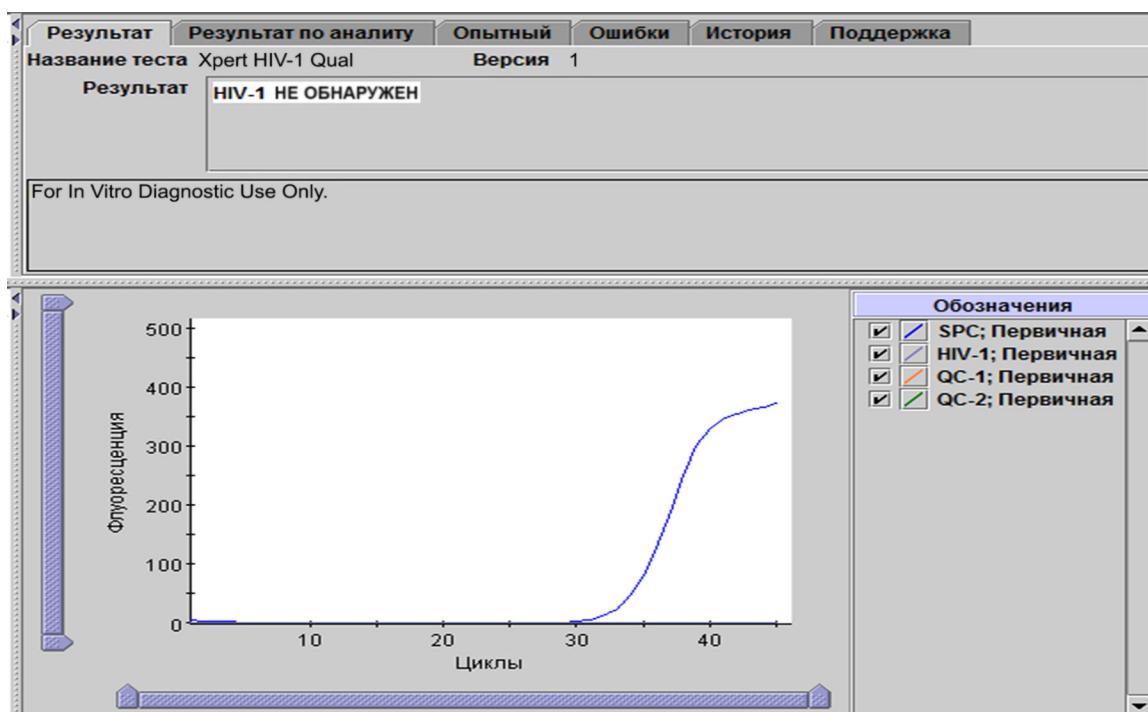 Результат Результат по аналиту Опытный Ошибки История Поддержка
Название теста Xpert HIV-1 Qual Версия 1
Результат HIV-1 НЕ ОБНАРУЖЕН
For In Vitro Diagnostic Use Only.
Обозначения
SPC; Первичная
HIV-1; Первичная
QC-1; Первичная
QC-2; Первичная
Флуоресценция
500
400
300
200
100
0
10 20 30 40
Циклы